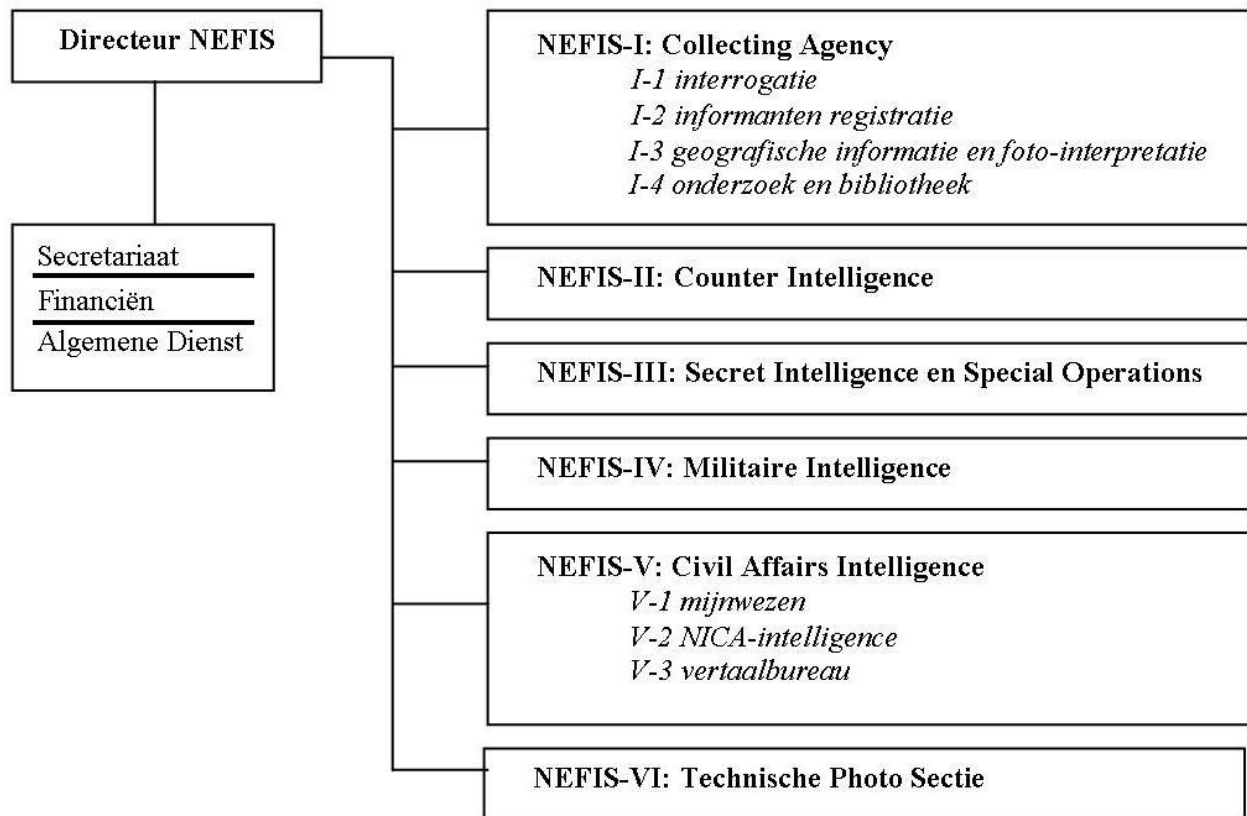 Directeur NEFIS
Secretariaat
Financiën
Algemene Dienst
NEFIS-I: Collecting Agency
I-1 interrogatie
I-2 informanten registratie
I-3 geografische informatie en foto-interpretatie
I-4 onderzoek en bibliotheek
NEFIS-II: Counter Intelligence
NEFIS-III: Secret Intelligence en Special Operations
NEFIS-IV: Militaire Intelligence
NEFIS-V: Civil Affairs Intelligence
V-1 mijnwezen
V-2 NICA-intelligence
V-3 vertaalbureau
NEFIS-VI: Technische Photo Sectie